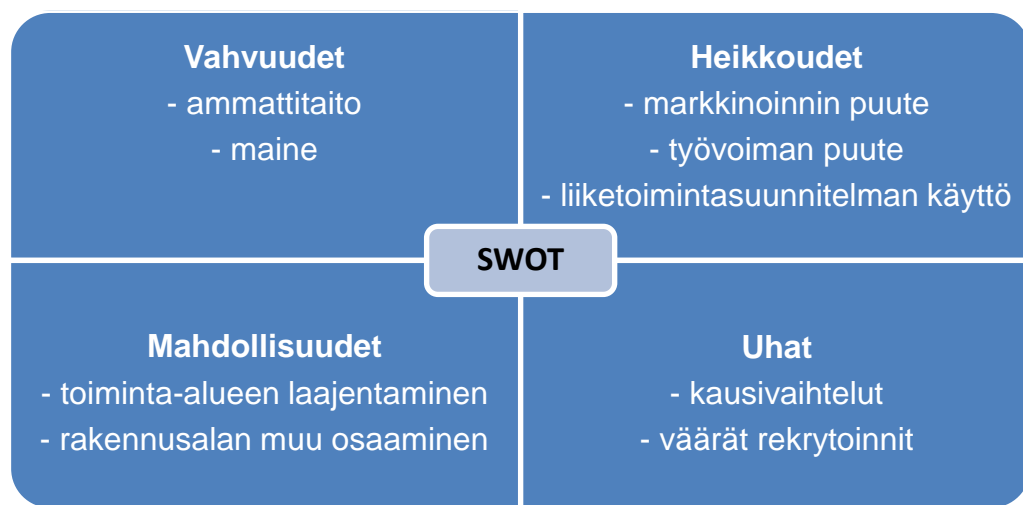 Vahvuudet
- ammattitaito
- maine
Heikkoudet
- markkinoinnin puute
- työvoiman puute
- liiketoimintasuunnitelman käyttö
SWOT
Mahdollisuudet
- toiminta-alueen laajentaminen
- rakennusalan muu osaaminen
Uhat
- kausivaihtelut
- väärät rekrytoinnit